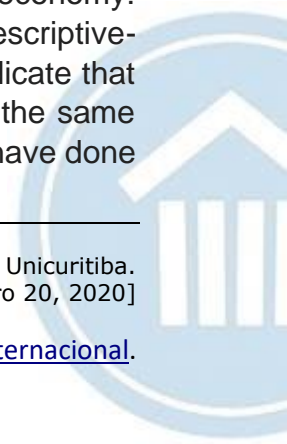 economy.
escriptive-
dicate that
the same
have done
Unicuritiba.
ro 20, 2020]
ternacional.